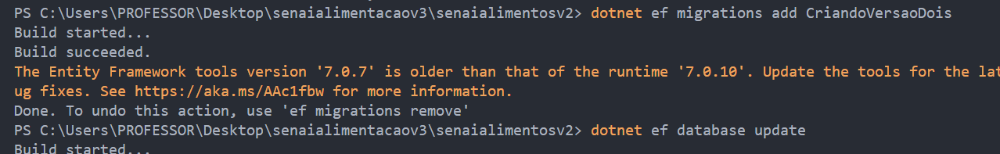 PS C:\Users\PROFESSOR\Desktop\senaialimentacaov3\senaialimentosv2> dotnet ef migrations add CriandoVersaoDois
Build started...
Build succeeded.
The Entity Framework tools version '7.0.7' is older than that of the runtime '7.0.10'. Update the tools for the lat
ug fixes. See https://aka.ms/AAc1fbw for more information.
Done. To undo this action, use 'ef migrations remove'
PS C:\Users\PROFESSOR\Desktop\senaialimentacaov3\senaialimentosv2> dotnet ef database update
Build started...